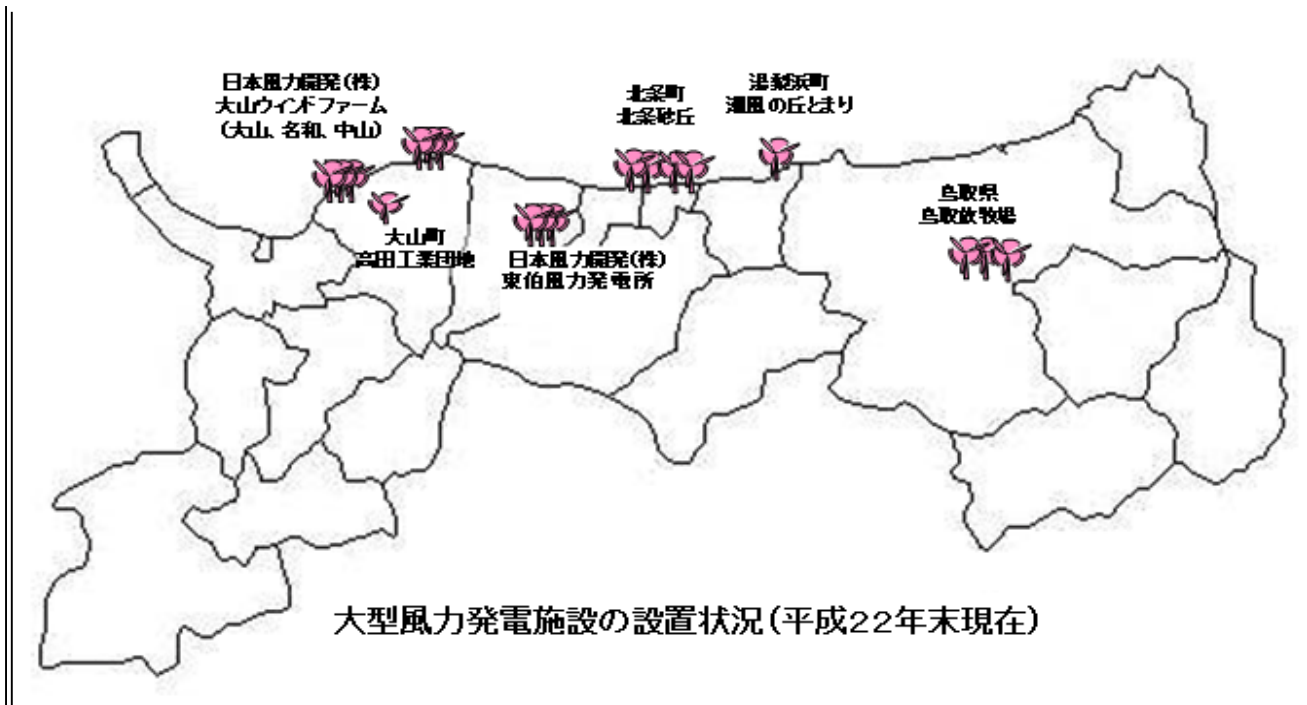 日本風力開発(株)
大山ウィンドファーム
(大山、名和、中山)
北条町
北条砂丘
湯梨浜町
潮風の丘とまり
鳥取県
鳥取放牧場
大山町
高田工業団地
日本風力開発(株)
東伯風力発電所
大型風力発電施設の設置状況(平成22年末現在)